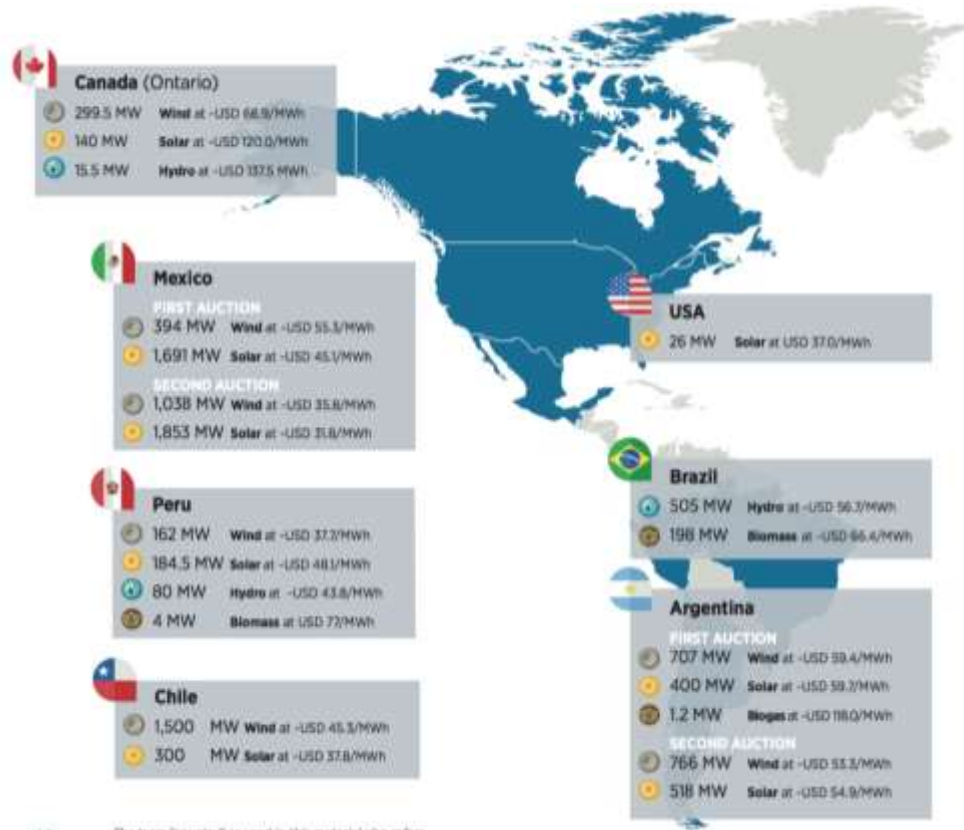 Canada (Ontario)
299.5 MW Wind at ~USD 68.9/MWh
140 MW Solar at ~USD 120.0/MWh
15.5 MW Hydro at ~USD 137.5 MWh
Mexico
FIRST AUCTION
394 MW Wind at ~USD 55.3/MWh
1,691 MW Solar at ~USD 45.1/MWh
SECOND AUCTION
1,038 MW Wind at ~USD 35.8/MWh
1,853 MW Solar at ~USD 31.8/MWh
USA
26 MW Solar at USD 37.0/MWh
Peru
162 MW Wind at ~USD 37.7/MWh
184.5 MW Solar at ~USD 48.1/MWh
80 MW Hydro at ~USD 43.8/MWh
4 MW Biomass at USD 77/MWh
Brazil
505 MW Hydro at ~USD 56.7/MWh
198 MW Biomass at ~USD 66.4/MWh
Chile
1,500 MW Wind at ~USD 45.3/MWh
300 MW Solar at ~USD 37.8/MWh
Argentina
FIRST AUCTION
707 MW Wind at ~USD 59.4/MWh
400 MW Solar at ~USD 59.7/MWh
1.2 MW Biogas at ~USD 118.0/MWh
SECOND AUCTION
766 MW Wind at ~USD 53.3/MWh
518 MW Solar at ~USD 54.9/MWh